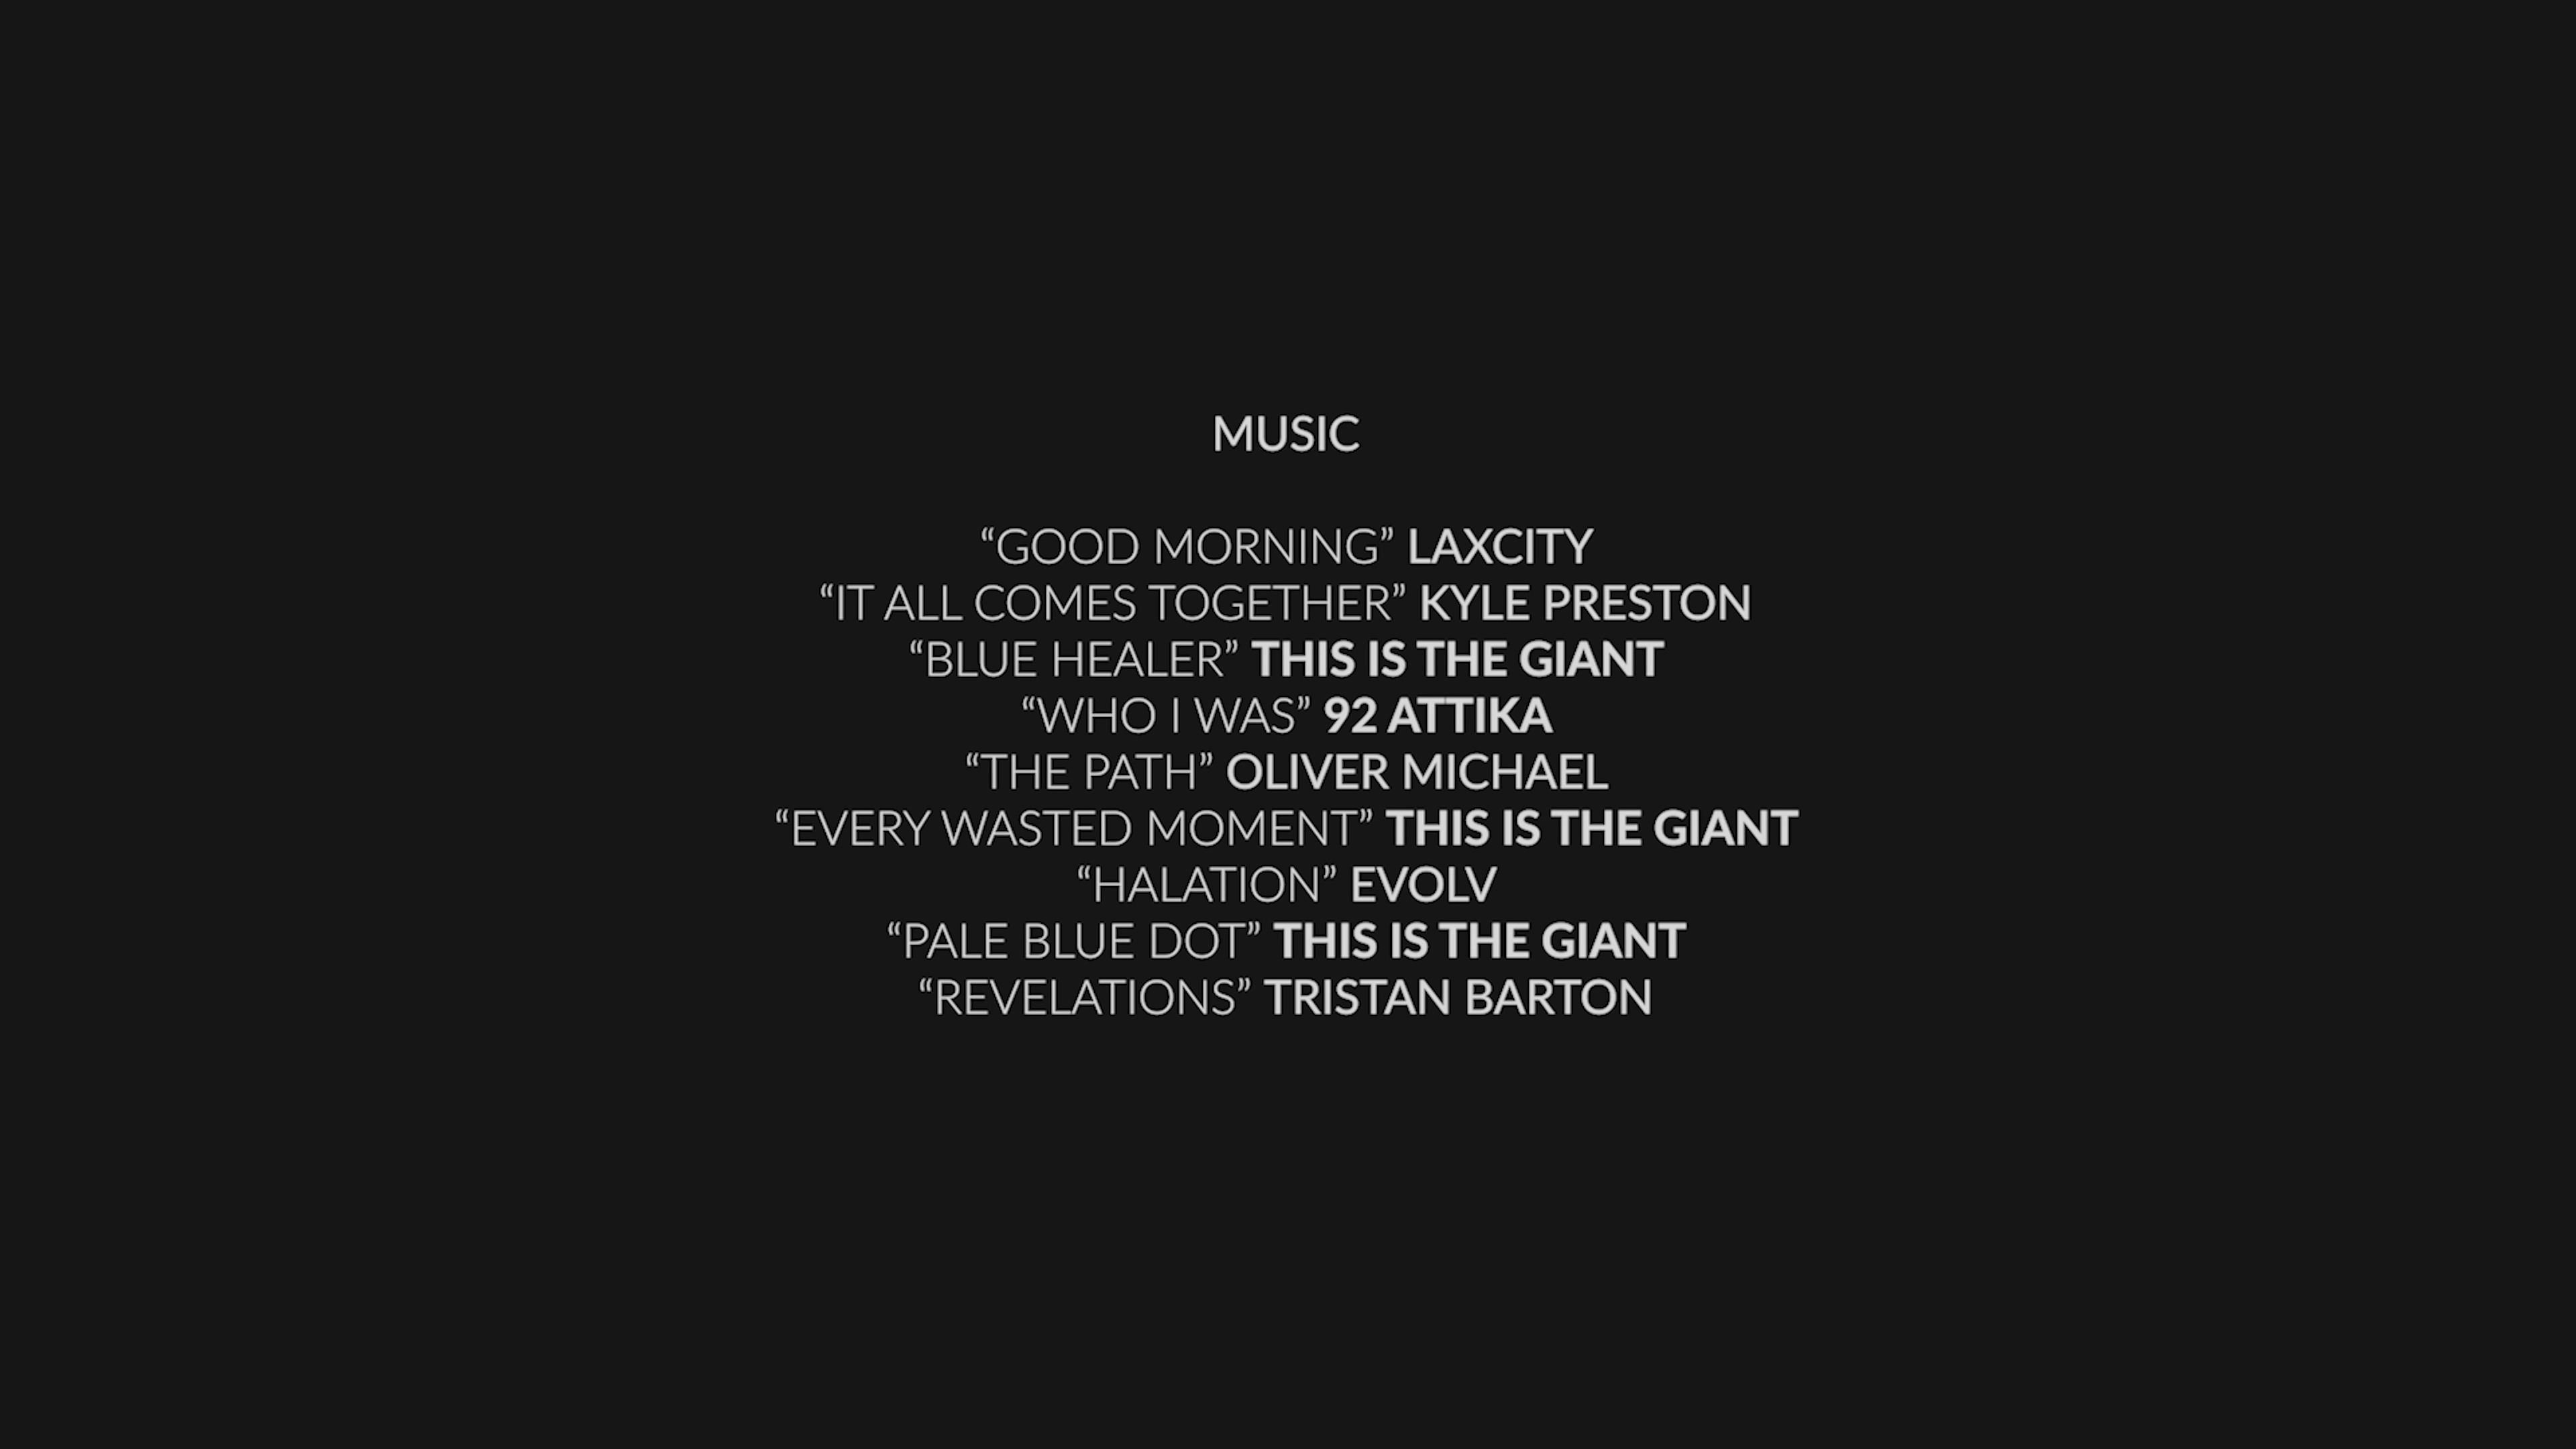 MUSIC
“GOOD MORNING” LAXCITY
“IT ALL COMES TOGETHER” KYLE PRESTON
“BLUE HEALER” THIS IS THE GIANT
“WHO I WAS” 92 ATTIKA
“THE PATH” OLIVER MICHAEL
“EVERY WASTED MOMENT” THIS IS THE GIANT
“HALATION” EVOLV
“PALE BLUE DOT” THIS IS THE GIANT
“REVELATIONS” TRISTAN BARTON